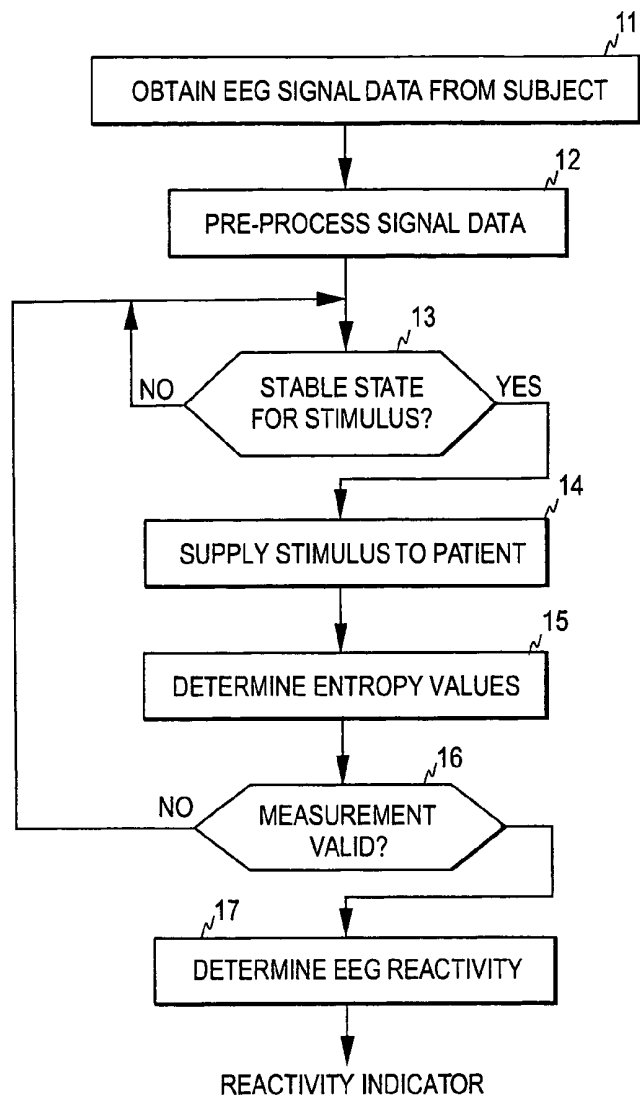 11
OBTAIN EEG SIGNAL DATA FROM SUBJECT
12
PRE-PROCESS SIGNAL DATA
13
NO
STABLE STATE
FOR STIMULUS?
YES
14
SUPPLY STIMULUS TO PATIENT
15
DETERMINE ENTROPY VALUES
16
NO
MEASUREMENT
VALID?
17
DETERMINE EEG REACTIVITY
REACTIVITY INDICATOR